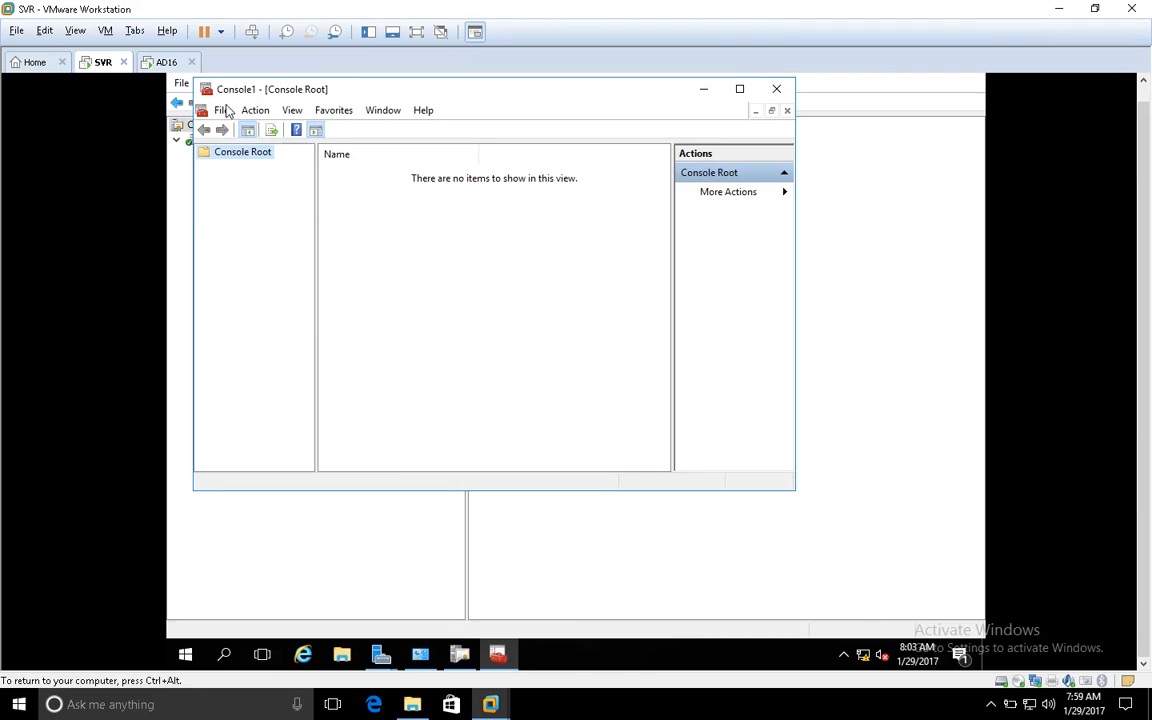 SVR - VMware Workstation
File Edit View VM Tabs Help
Home SVR AD16
File
Console1 - [Console Root]
File Action View Favorites Window Help
Console Root
Name
There are no items to show in this view.
Actions
Console Root
More Actions
Activate Windows
Go to Settings to activate Windows.
8:03 AM
1/29/2017
1
To return to your computer, press Ctrl+Alt.
Ask me anything
7:59 AM
1/29/2017